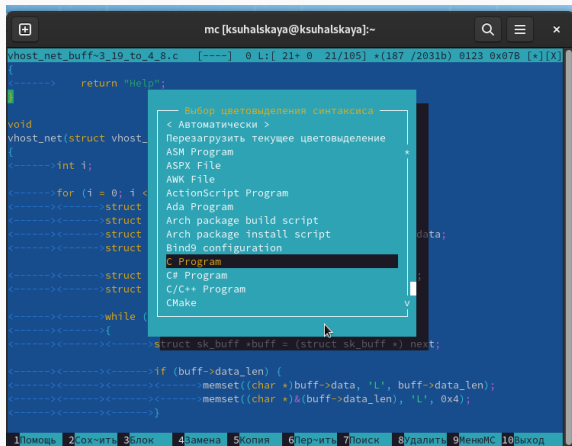 mc [ksuhalskaya@ksuhalskaya]:~
vhost_net_buff~3_19_to_4_8.c [----] 0 L:[ 21+ 0 21/105] *(187 /2031b) 0123 0x07B [*][X]
{
<------> return "Help";
}
void
vhost_net(struct vhost_
{
<------>int i;
<------>for (i = 0; i <
<------><------>struct
<------><------>struct
<------><------>struct data;
<------><------>struct ;
<------><------>struct
<------><------>while (
<------><------>{
<------><------><------>struct sk_buff *buff = (struct sk_buff *) next;
<------><------><------>if (buff->data_len) {
<------><------><------><------>memset((char *)buff->data, 'L', buff->data_len);
<------><------><------><------>memset((char *)&(buff->data_len), 'L', 0x4);
<------><------><------>}
Выбор цветовыделения синтаксиса
< Автоматически >
Перезагрузить текущее цветовыделение
ASM Program
ASPX File
AWK File
ActionScript Program
Ada Program
Arch package build script
Arch package install script
Bind9 configuration
C Program
C# Program
C/C++ Program
CMake
1Помощь 2Сох~ить 3Блок 4Замена 5Копия 6Пер~ить 7Поиск 8Удалить 9МенюМС 10Выход